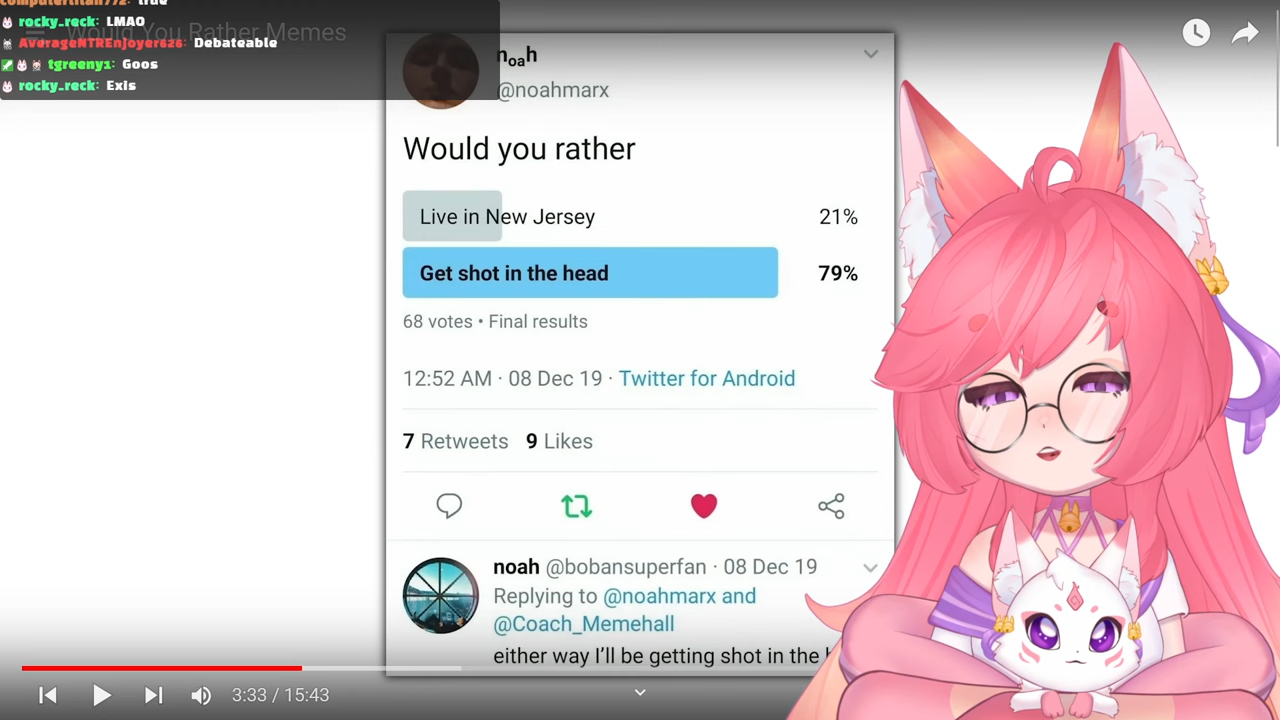 computertitan772: true
rocky_reck: LMAO
Would You Rather Memes
AverageNTREnjoyer626: Debateable
tgreeny1: Goos
rocky_reck: Exis
noah
@noahmarx
Would you rather
Live in New Jersey 21%
Get shot in the head 79%
68 votes • Final results
12:52 AM · 08 Dec 19 · Twitter for Android
7 Retweets 9 Likes
noah @bobansuperfan · 08 Dec 19
Replying to @noahmarx and
@Coach_Memehall
either way I'll be getting shot in the
3:33 / 15:43